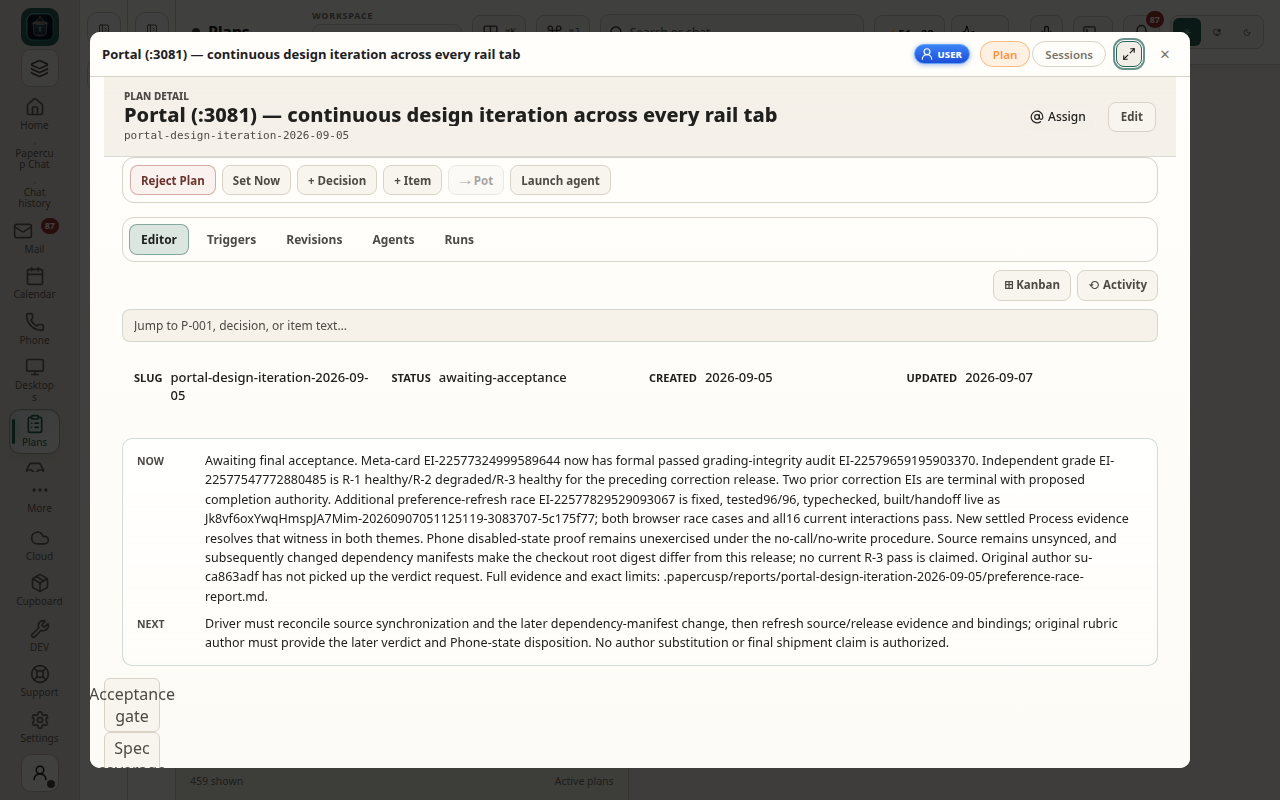 WORKSPACE
Plans
Search or chat
87
Home
Papercu
p Chat
Chat
history
87
Mail
Calendar
Phone
Desktop
s
Plans
More
Cloud
Cupboard
DEV
Support
Settings
Portal (:3081) — continuous design iteration across every rail tab
USER
Plan
Sessions
×
PLAN DETAIL
Portal (:3081) — continuous design iteration across every rail tab
portal-design-iteration-2026-09-05
@ Assign
Edit
Reject Plan
Set Now
+ Decision
+ Item
→ Pot
Launch agent
Editor
Triggers
Revisions
Agents
Runs
⊞ Kanban
⟲ Activity
Jump to P-001, decision, or item text...
SLUG portal-design-iteration-2026-09-
05
STATUS awaiting-acceptance
CREATED 2026-09-05
UPDATED 2026-09-07
NOW
Awaiting final acceptance. Meta-card EI-22577324999589644 now has formal passed grading-integrity audit EI-22579659195903370. Independent grade EI-
22577547772880485 is R-1 healthy/R-2 degraded/R-3 healthy for the preceding correction release. Two prior correction EIs are terminal with proposed
completion authority. Additional preference-refresh race EI-22577829529093067 is fixed, tested96/96, typechecked, built/handoff live as
Jk8vf6oxYwqHmspJA7Mim-20260907051125119-3083707-5c175f77; both browser race cases and all16 current interactions pass. New settled Process evidence
resolves that witness in both themes. Phone disabled-state proof remains unexercised under the no-call/no-write procedure. Source remains unsynced, and
subsequently changed dependency manifests make the checkout root digest differ from this release; no current R-3 pass is claimed. Original author su-
ca863adf has not picked up the verdict request. Full evidence and exact limits: .papercusp/reports/portal-design-iteration-2026-09-05/preference-race-
report.md.
NEXT
Driver must reconcile source synchronization and the later dependency-manifest change, then refresh source/release evidence and bindings; original rubric
author must provide the later verdict and Phone-state disposition. No author substitution or final shipment claim is authorized.
Acceptance
gate
Spec
459 shown
Active plans